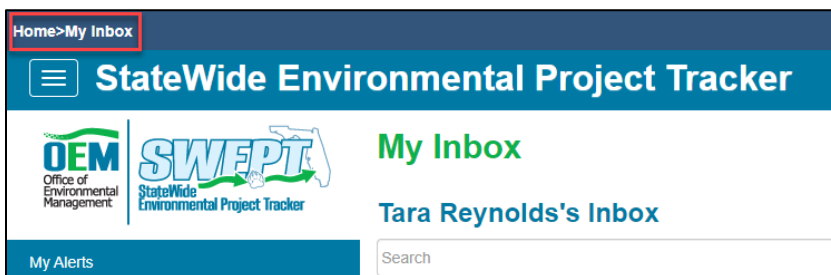 Home>My Inbox
StateWide Environmental Project Tracker
OEM
Office of
Environmental
Management
SWEPT
StateWide
Environmental Project Tracker
My Inbox
Tara Reynolds's Inbox
My Alerts
Search